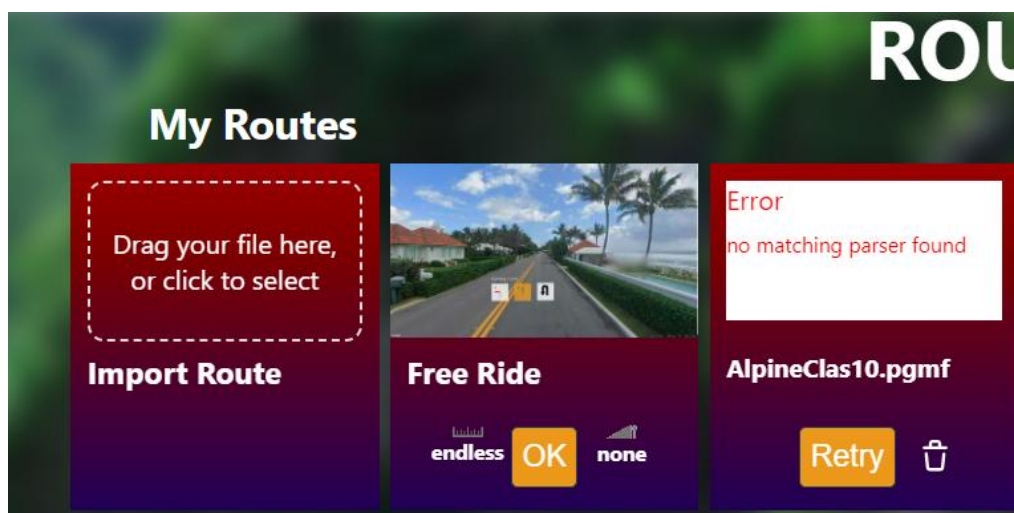 ROU
My Routes
Drag your file here,
or click to select
Import Route
Free Ride
endless
OK
none
Error
no matching parser found
AlpineClas10.pgmf
Retry